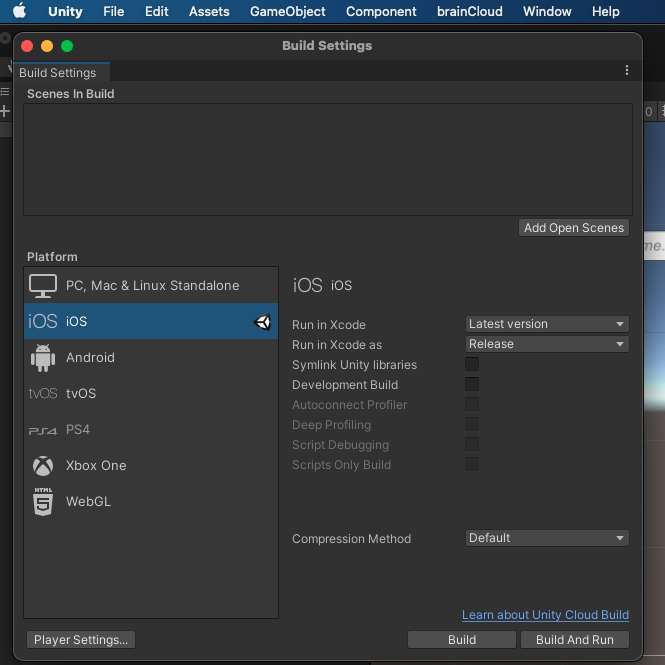 Unity File Edit Assets GameObject Component brainCloud Window Help
Build Settings
Build Settings
Scenes In Build
0
Add Open Scenes
me.
Platform
PC, Mac & Linux Standalone
iOS iOS
Android
tvOS tvOS
PS4 PS4
Xbox One
HTML 5 WebGL
iOS iOS
Run in Xcode Latest version
Run in Xcode as Release
Symlink Unity libraries
Development Build
Autoconnect Profiler
Deep Profiling
Script Debugging
Scripts Only Build
Compression Method Default
Learn about Unity Cloud Build
Player Settings... Build Build And Run